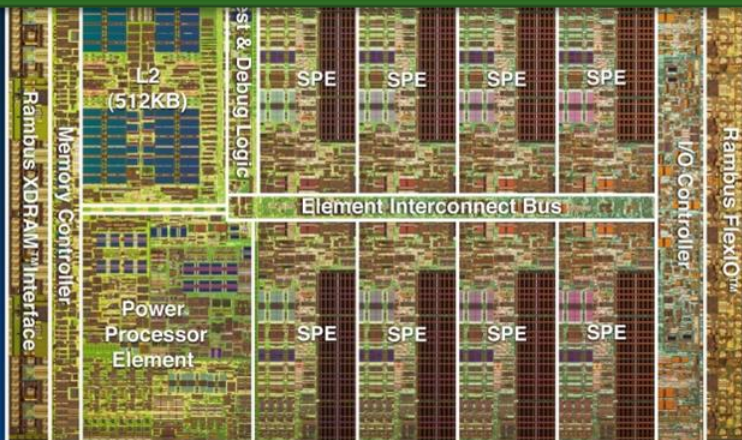 Rambus XDRAM™ Interface
Memory Controller
L2
(512KB)
st & Debug Logic
SPE
SPE
SPE
SPE
I/O Controller
Rambus FlexIO™
Element Interconnect Bus
Power
Processor
Element
SPE
SPE
SPE
SPE